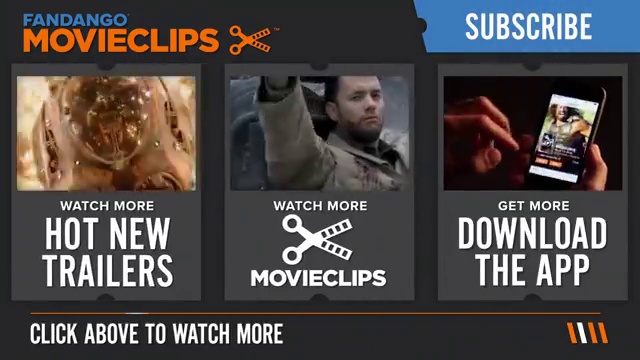 FANDANGO
MOVIECLIPS
SUBSCRIBE
WATCH MORE
HOT NEW
TRAILERS
WATCH MORE
MOVIECLIPS
GET MORE
DOWNLOAD
THE APP
CLICK ABOVE TO WATCH MORE